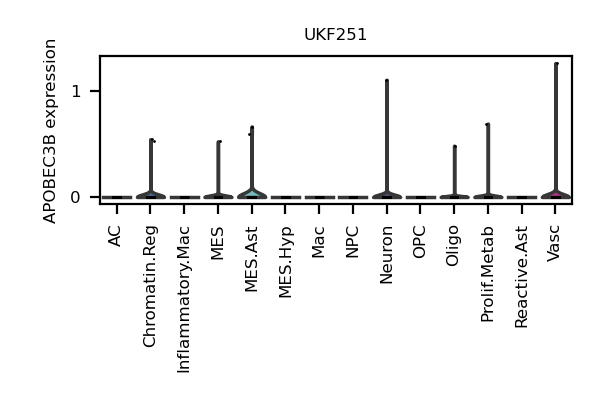 UKF251
APOBEC3B expression
1
0
AC
Chromatin.Reg
Inflammatory.Mac
MES
MES.Ast
MES.Hyp
Mac
NPC
Neuron
OPC
Oligo
Prolif.Metab
Reactive.Ast
Vasc